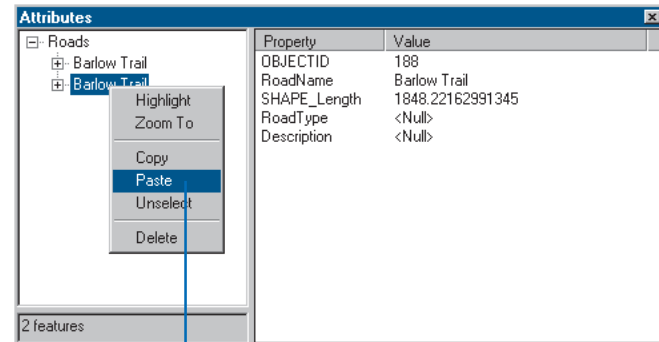 Attributes
Roads
Barlow Trail
Barlow Trail
Highlight
Zoom To
Copy
Paste
Unselect
Delete
2 features
Property Value
OBJECTID 188
RoadName Barlow Trail
SHAPE_Length 1848.22162991345
RoadType <Null>
Description <Null>